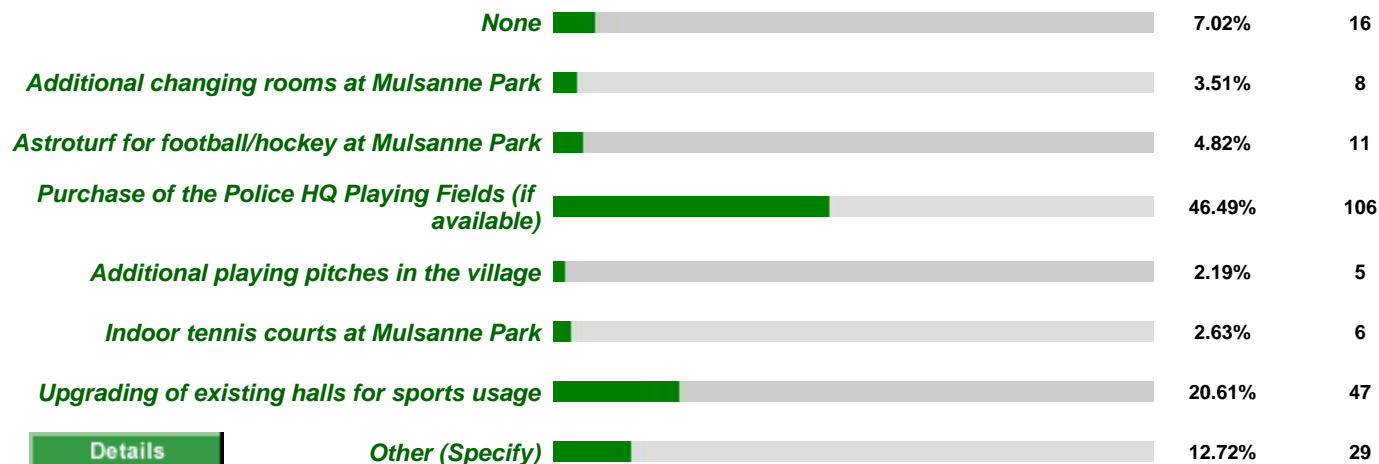 None 7.02% 16
Additional changing rooms at Mulsanne Park 3.51% 8
Astroturf for football/hockey at Mulsanne Park 4.82% 11
Purchase of the Police HQ Playing Fields (if
available) 46.49% 106
Additional playing pitches in the village 2.19% 5
Indoor tennis courts at Mulsanne Park 2.63% 6
Upgrading of existing halls for sports usage 20.61% 47
Details Other (Specify) 12.72% 29